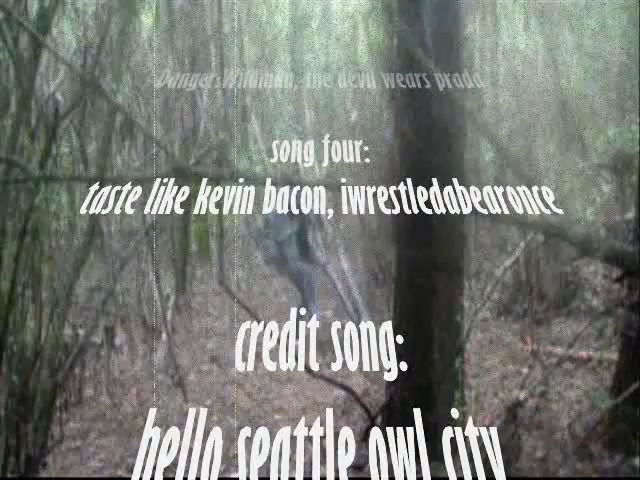 Danger: Wildman, the devil wears prada
song four:
taste like kevin bacon, iwrestledabearonce
credit song:
hello seattle owl city